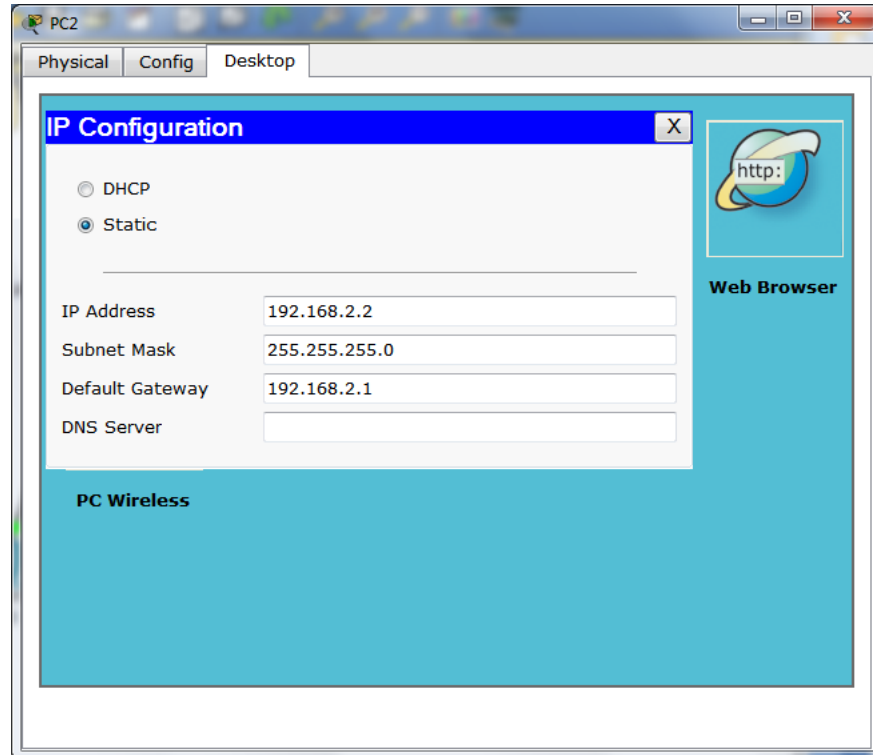 PC2
Physical Config Desktop
IP Configuration X
http:
DHCP
Static
Web Browser
IP Address 192.168.2.2
Subnet Mask 255.255.255.0
Default Gateway 192.168.2.1
DNS Server
PC Wireless